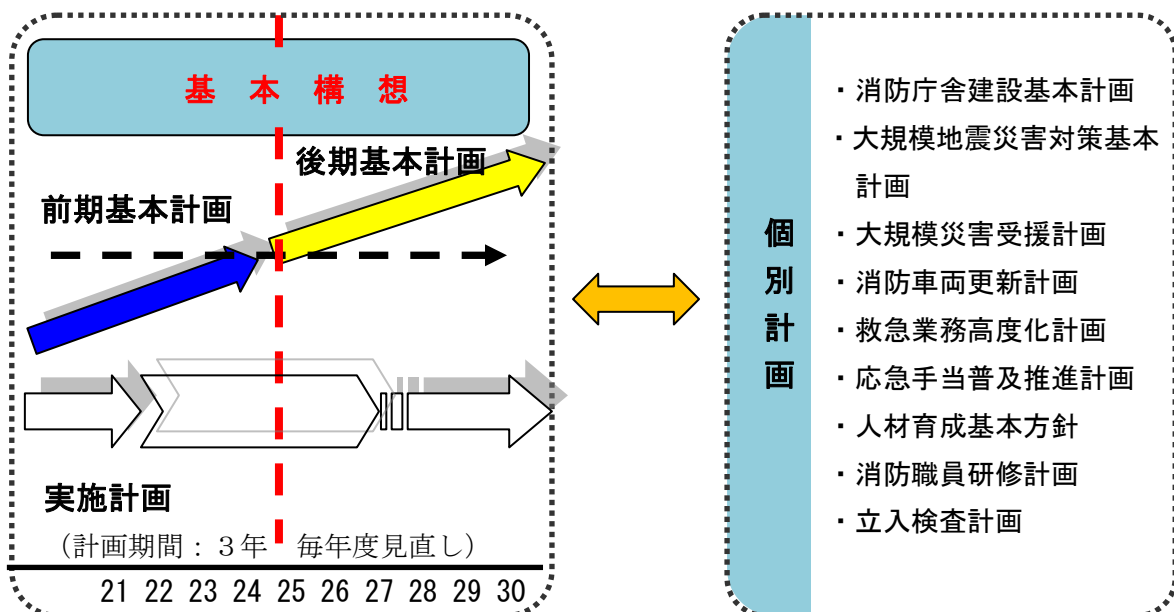 基本構想
後期基本計画
前期基本計画
実施計画
（計画期間：３年　毎年度見直し）
21 22 23 24 25 26 27 28 29 30
個別計画
・消防庁舎建設基本計画
・大規模地震災害対策基本
計画
・大規模災害受援計画
・消防車両更新計画
・救急業務高度化計画
・応急手当普及推進計画
・人材育成基本方針
・消防職員研修計画
・立入検査計画